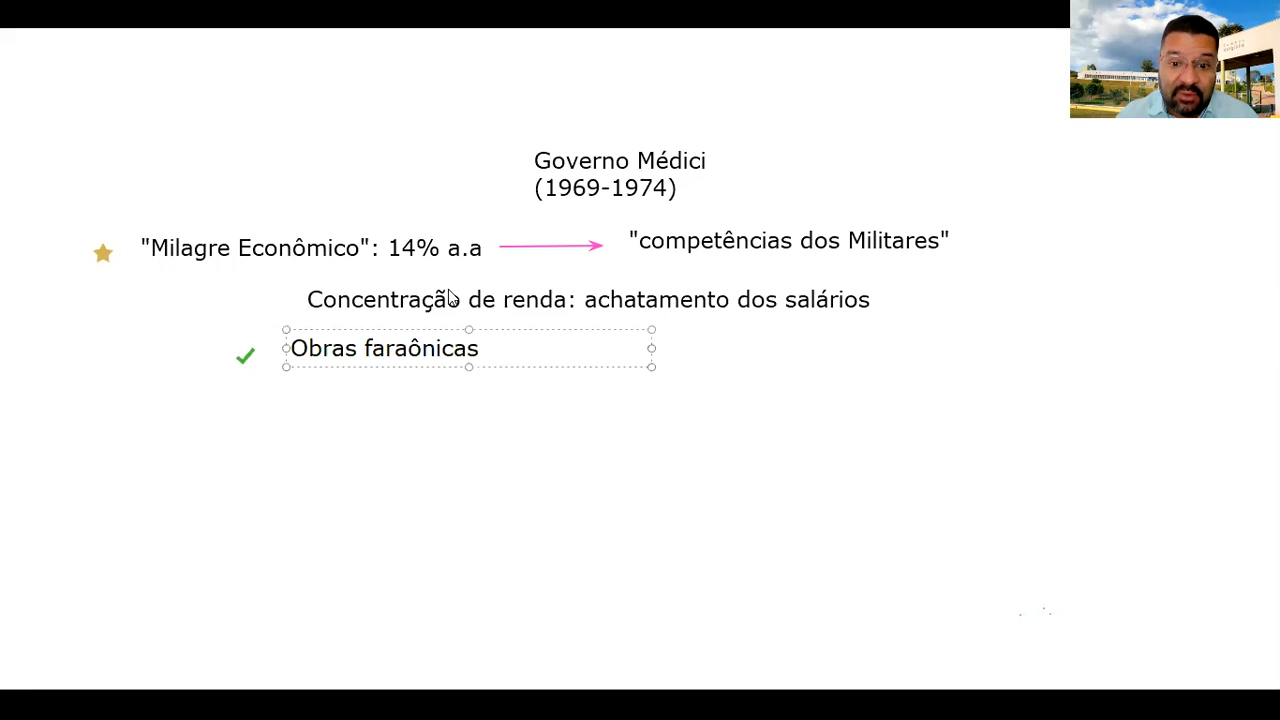 Governo Médici
(1969-1974)
"Milagre Econômico": 14% a.a
"competências dos Militares"
Concentração de renda: achatamento dos salários
Obras faraônicas